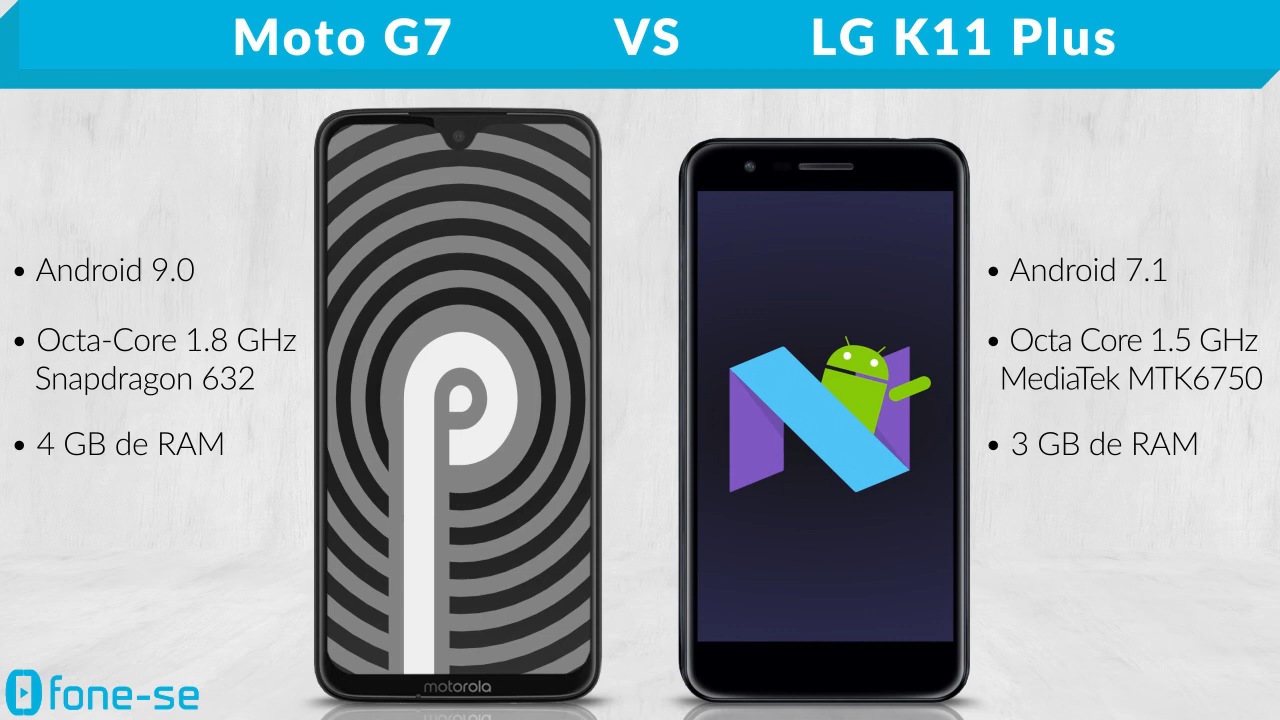 Moto G7 VS LG K11 Plus
• Android 9.0
• Octa-Core 1.8 GHz
Snapdragon 632
• 4 GB de RAM
motorola
• Android 7.1
• Octa Core 1.5 GHz
MediaTek MTK6750
• 3 GB de RAM
fone-se